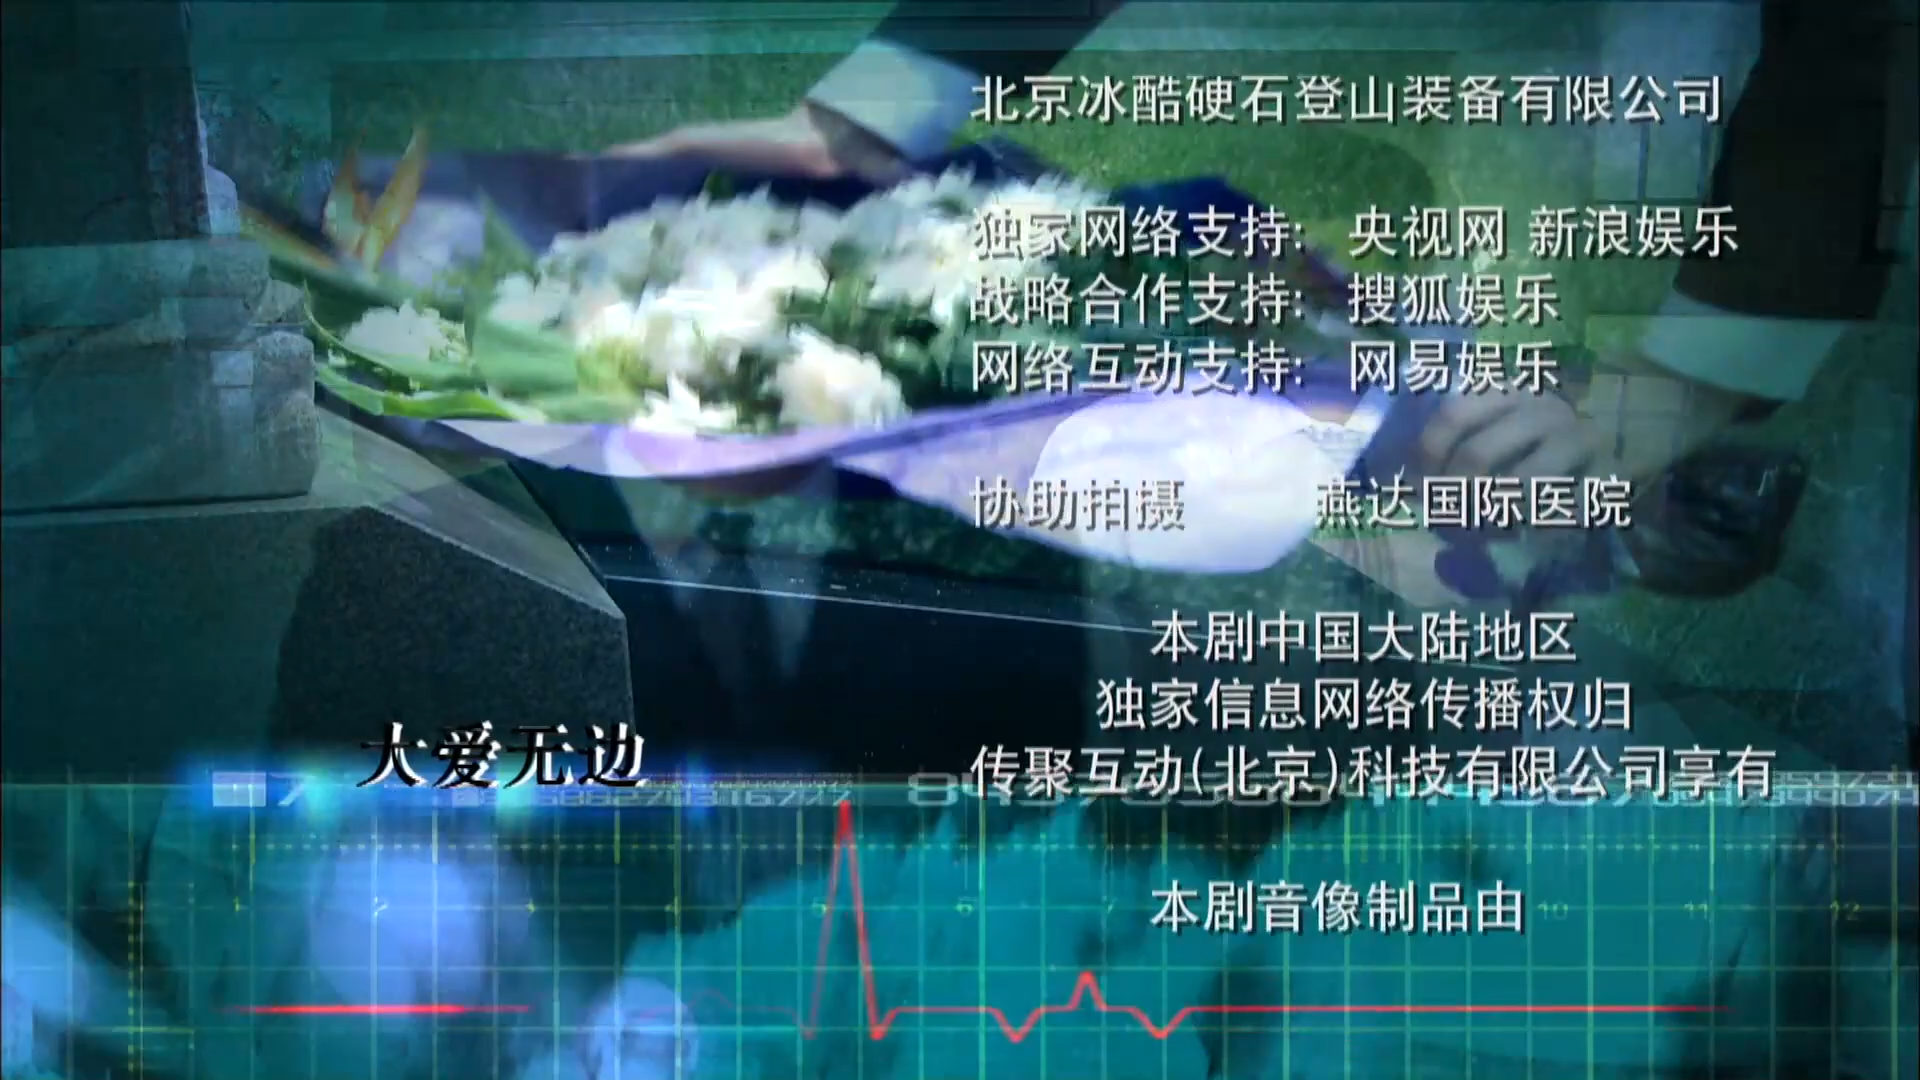 北京冰酷硬石登山装备有限公司
独家网络支持: 央视网 新浪娱乐
战略合作支持: 搜狐娱乐
网络互动支持: 网易娱乐
协助拍摄 燕达国际医院
本剧中国大陆地区
独家信息网络传播权归
大爱无边
传聚互动(北京)科技有限公司享有
本剧音像制品由